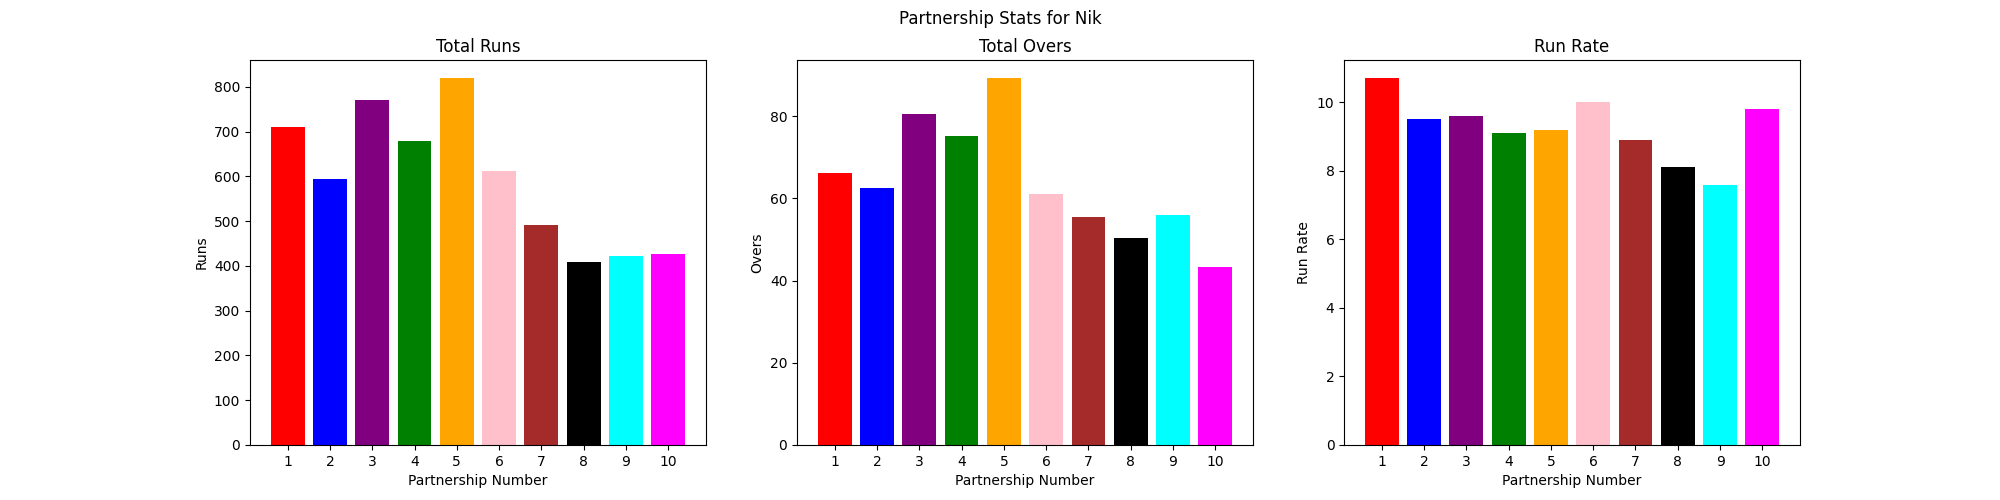 Partnership Stats for Nik
Total Runs
800
700
600
500
400
300
200
100
0
Runs
1 2 3 4 5 6 7 8 9 10
Partnership Number
Total Overs
80
60
40
20
0
Overs
1 2 3 4 5 6 7 8 9 10
Partnership Number
Run Rate
10
8
6
4
2
0
Run Rate
1 2 3 4 5 6 7 8 9 10
Partnership Number